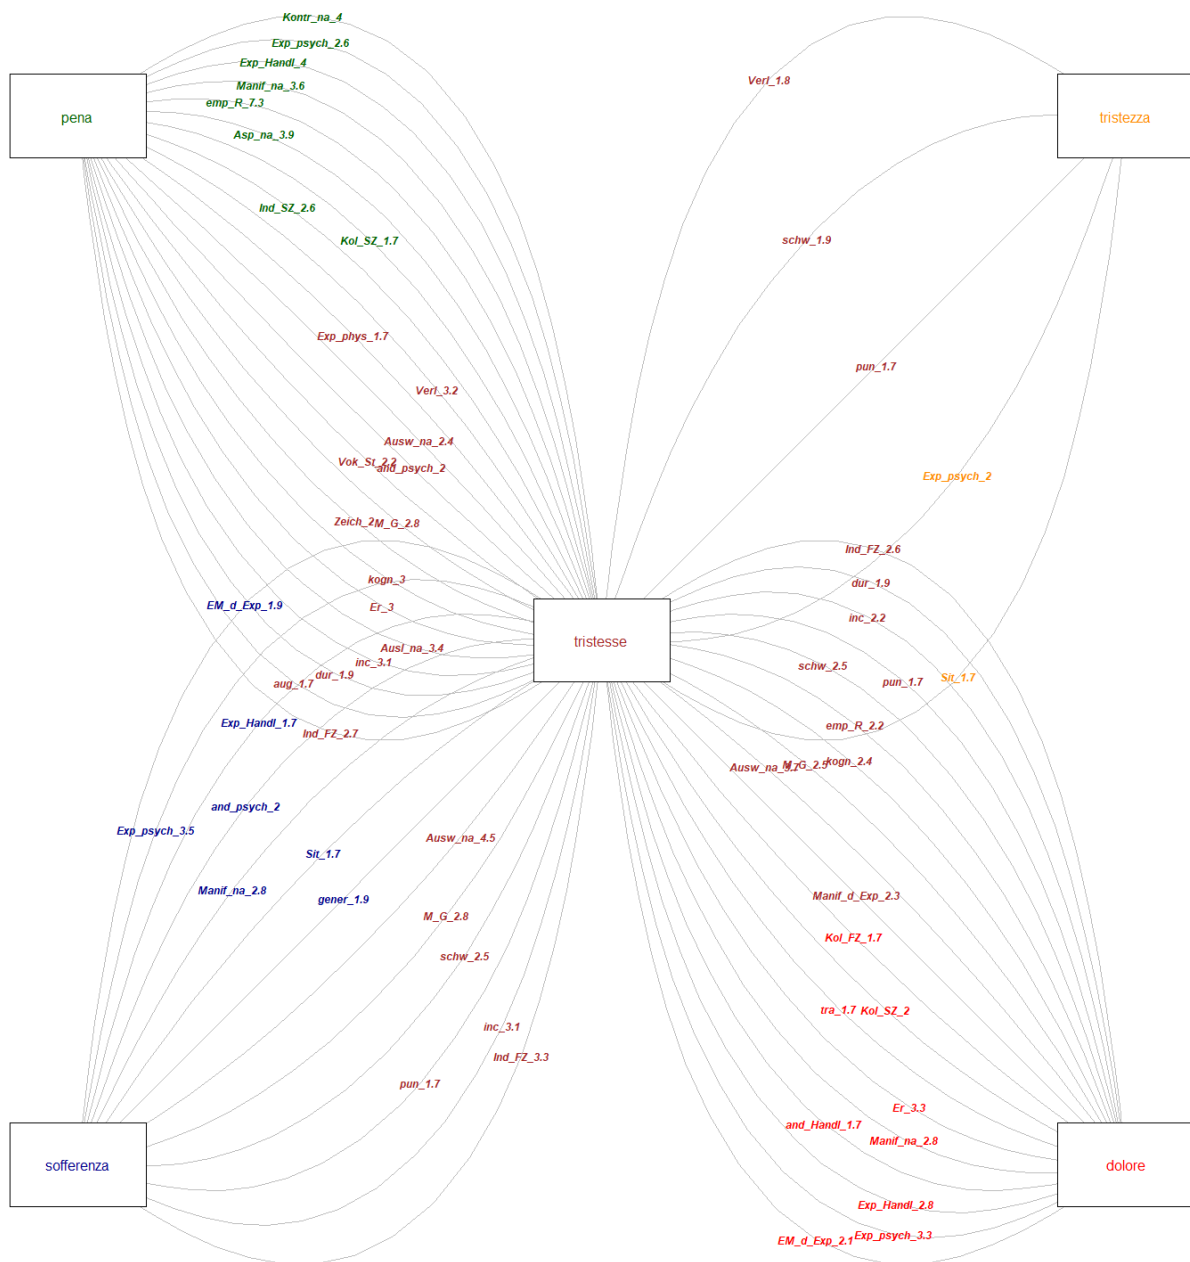 Kontr_na_4
Exp_psych_2.6
Exp_Handl_4
Manif_na_3.6
emp_R_7.3
Asp_na_3.9
pena
Verl_1.8
tristezza
Ind_SZ_2.6
Kol_SZ_1.7
schw_1.9
Exp_phys_1.7
pun_1.7
Verl_3.2
Ausw_na_2.4
Vok_St_2.2
and_psych_2
Exp_psych_2
Zeich_2
M_G_2.8
Ind_FZ_2.6
kogn_3
dur_1.9
EM_d_Exp_1.9
Er_3
inc_2.2
tristesse
Ausl_na_3.4
inc_3.1
schw_2.5
dur_1.9
aug_1.7
pun_1.7
Sit_1.7
Exp_Handl_1.7
Ind_FZ_2.7
emp_R_2.2
Ausw_na_3.7
M_G_2.5
kogn_2.4
and_psych_2
Exp_psych_3.5
Ausw_na_4.5
Sit_1.7
Manif_na_2.8
gener_1.9
Manif_d_Exp_2.3
M_G_2.8
Kol_FZ_1.7
schw_2.5
tra_1.7
Kol_SZ_2
inc_3.1
Ind_FZ_3.3
pun_1.7
Er_3.3
and_Handl_1.7
Manif_na_2.8
sofferenza
dolore
Exp_Handl_2.8
Exp_psych_3.3
EM_d_Exp_2.1